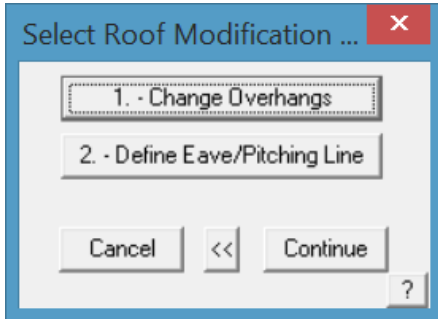 Select Roof Modification ...
1. - Change Overhangs
2. - Define Eave/Pitching Line
Cancel << Continue
?